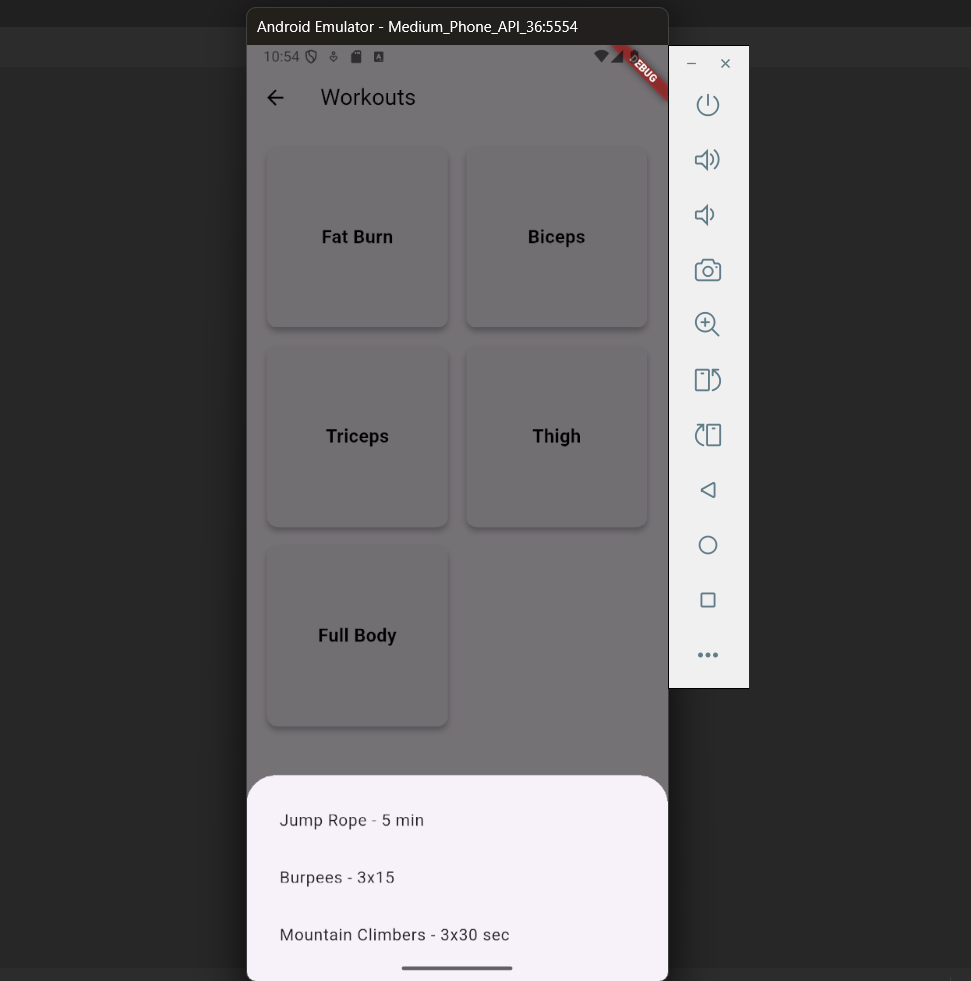 Android Emulator - Medium_Phone_API_36:5554
10:54
EBUG
Workouts
Fat Burn
Biceps
Triceps
Thigh
Full Body
Jump Rope - 5 min
Burpees - 3x15
Mountain Climbers - 3x30 sec